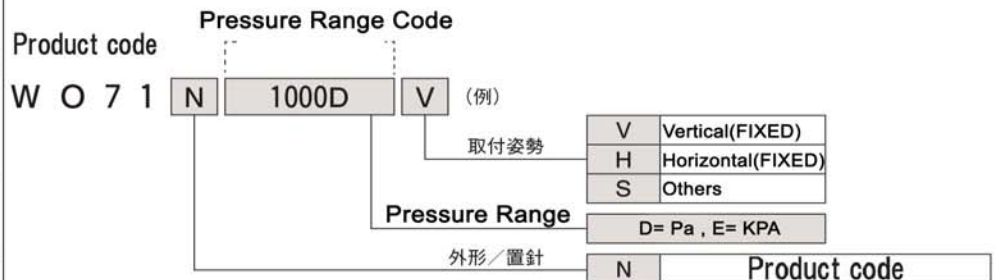 Pressure Range Code
Product code
W O 7 1 N 1000D V (例)
取付姿勢
V Vertical(FIXED)
H Horizontal(FIXED)
S Others
Pressure Range D= Pa , E= KPA
外形／置針 N Product code